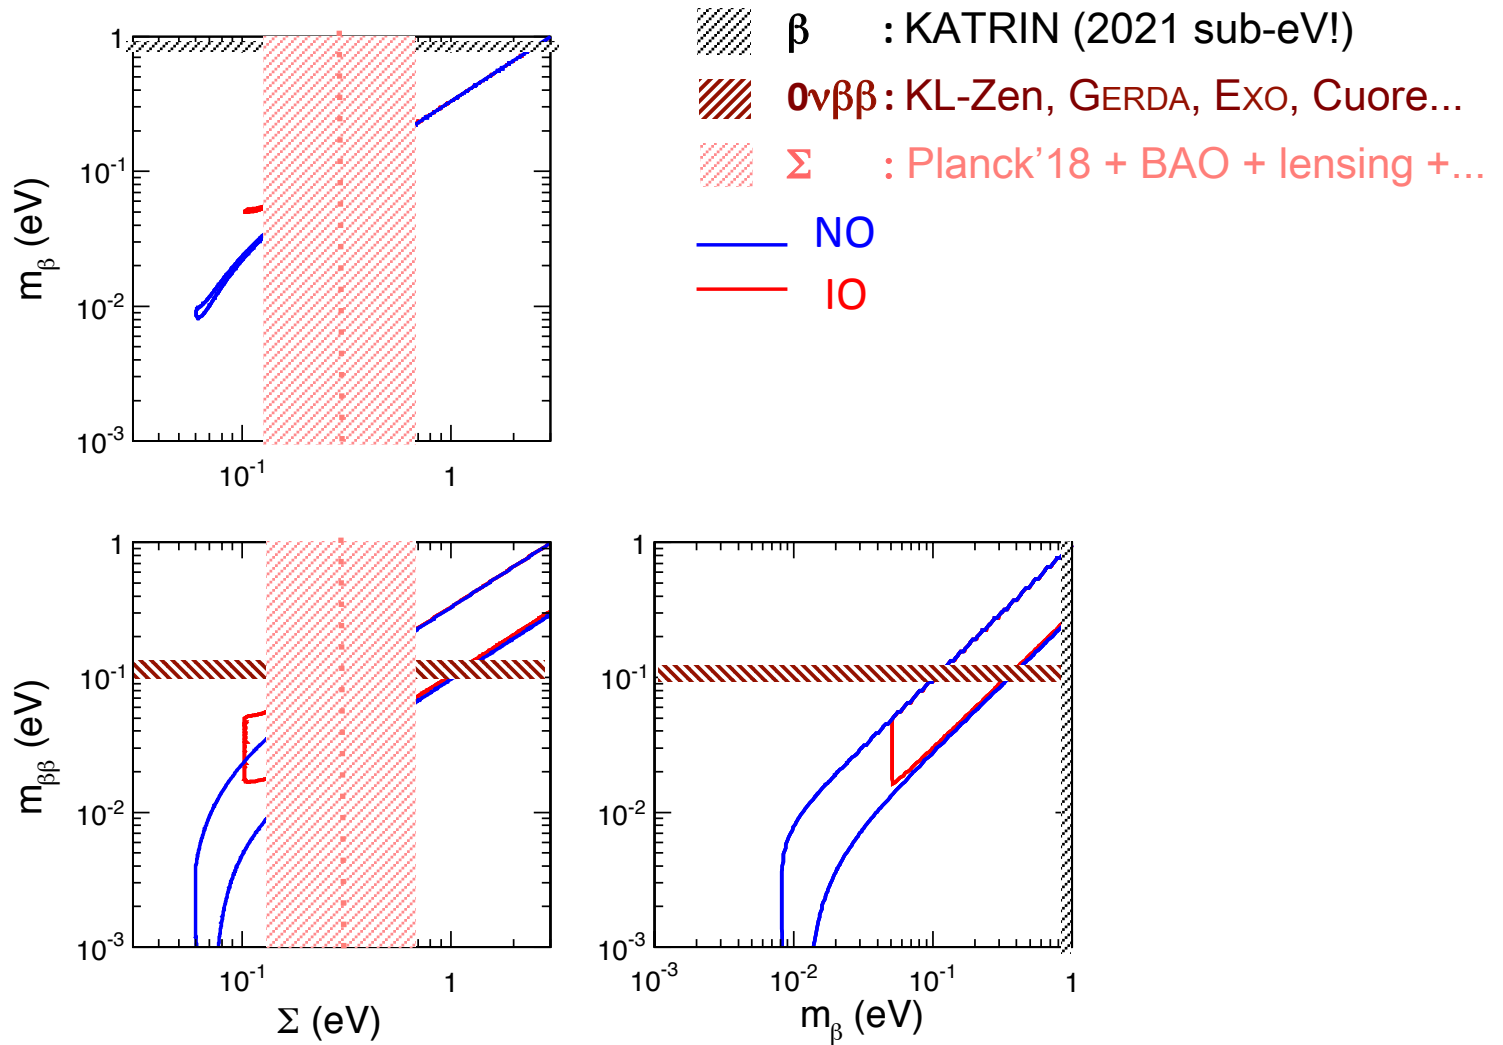 β : KATRIN (2021 sub-eV!)
0νββ : KL-Zen, GERDA, EXO, Cuore...
Σ : Planck'18 + BAO + lensing +...
NO
IO
1
10⁻¹
10⁻²
10⁻³
m_β (eV)
10⁻¹
1
1
10⁻¹
10⁻²
10⁻³
m_ββ (eV)
10⁻¹
1
Σ (eV)
1
10⁻¹
10⁻²
10⁻³
10⁻³
10⁻²
10⁻¹
1
m_β (eV)